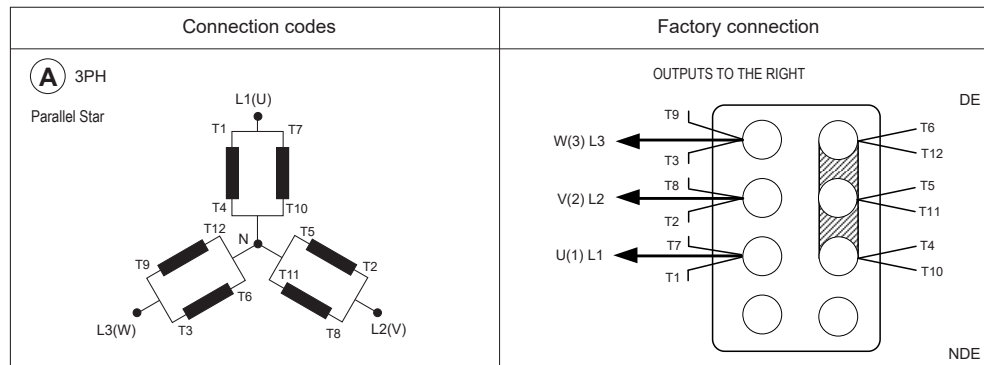 Connection codes
Factory connection
A 3PH
Parallel Star
L1(U)
T1 T7
T4 T10
T12 N T5
T9 T11 T2
T6
T3 T8
L3(W) L2(V)
OUTPUTS TO THE RIGHT
DE
T9 T6
W(3) L3
T3 T12
T8 T5
V(2) L2
T2 T11
T7 T4
U(1) L1
T1 T10
NDE